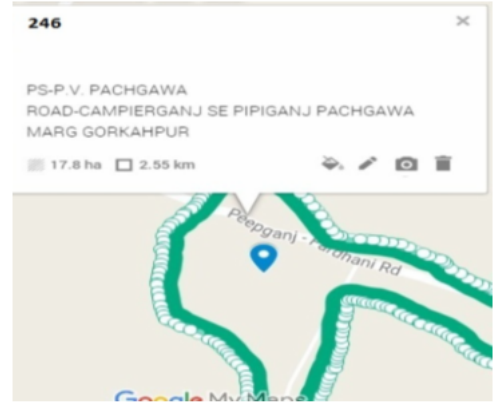 246
PS-P.V. PACHGAWA
ROAD-CAMPIERGANJ SE PIPIGANJ PACHGAWA
MARG GORKAHPUR
17.8 ha 2.55 km
Peepganj - Pardhani Rd
Google My Maps